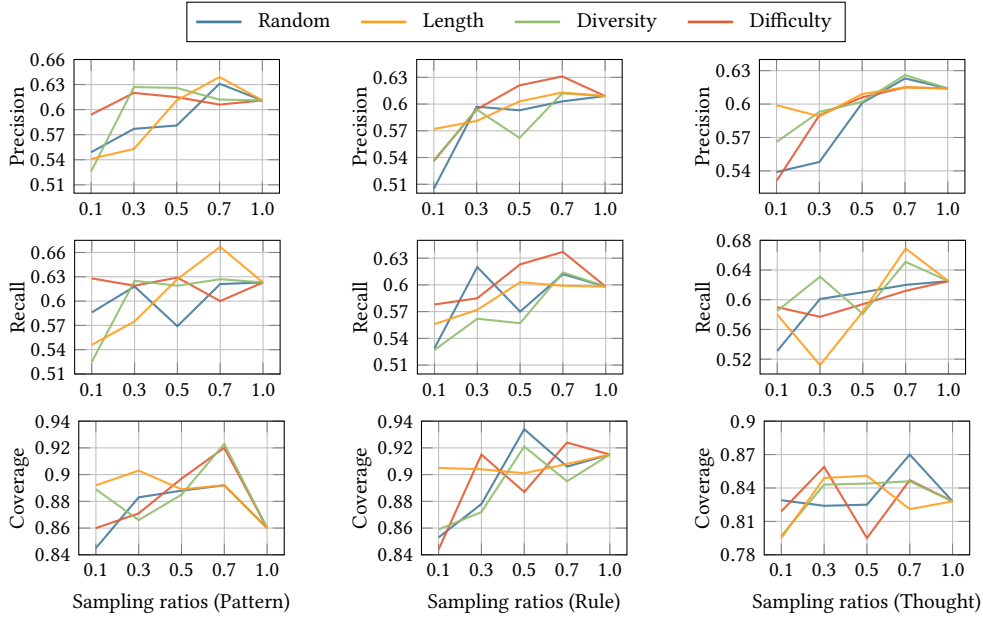 Random Length Diversity Difficulty
Precision
0.66
0.63
0.6
0.57
0.54
0.51
0.1 0.3 0.5 0.7 1.0
Precision
0.63
0.6
0.57
0.54
0.51
0.1 0.3 0.5 0.7 1.0
Precision
0.63
0.6
0.57
0.54
0.1 0.3 0.5 0.7 1.0
Recall
0.66
0.63
0.6
0.57
0.54
0.51
0.1 0.3 0.5 0.7 1.0
Recall
0.63
0.6
0.57
0.54
0.51
0.1 0.3 0.5 0.7 1.0
Recall
0.68
0.64
0.6
0.56
0.52
0.1 0.3 0.5 0.7 1.0
Coverage
0.94
0.92
0.9
0.88
0.86
0.84
0.1 0.3 0.5 0.7 1.0
Sampling ratios (Pattern)
Coverage
0.94
0.92
0.9
0.88
0.86
0.84
0.1 0.3 0.5 0.7 1.0
Sampling ratios (Rule)
Coverage
0.9
0.87
0.84
0.81
0.78
0.1 0.3 0.5 0.7 1.0
Sampling ratios (Thought)